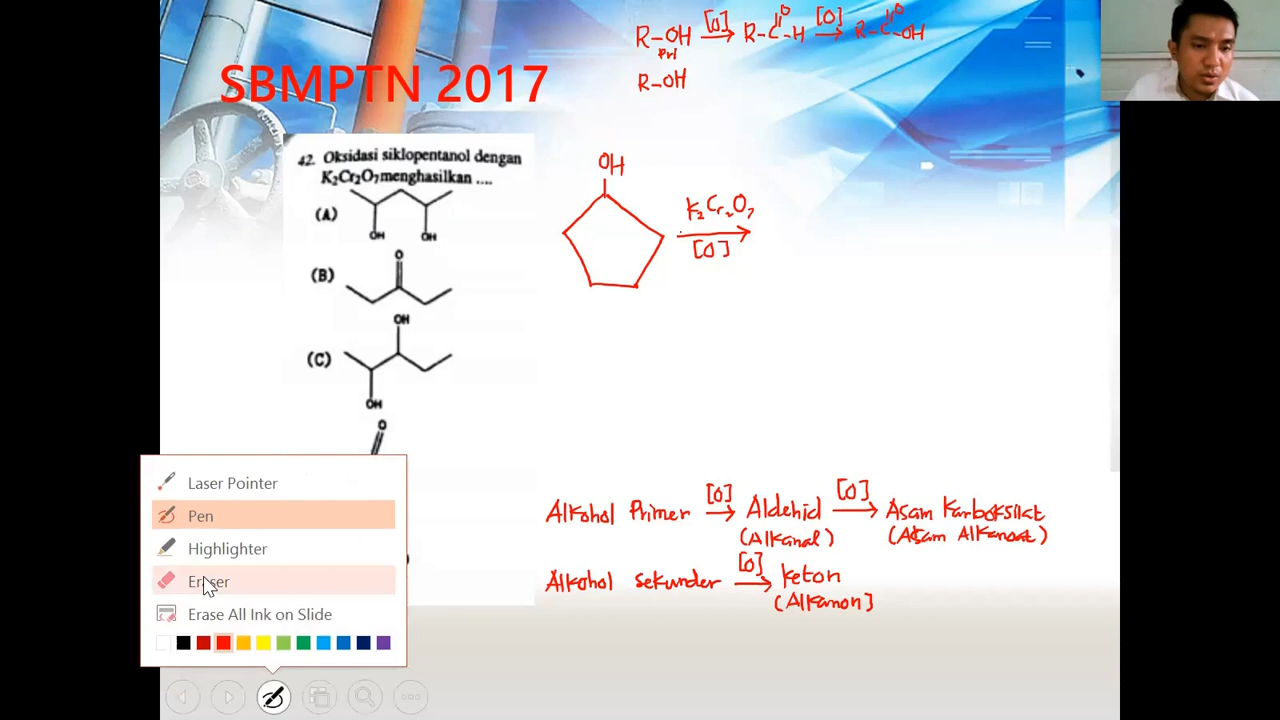 R-OH [O] R-C-H [O] R-C-OH
O O
Pri
SBMPTN 2017
R-OH
42. Oksidasi siklopentanol dengan
K₂Cr₂O₇ menghasilkan ....
(A)
OH OH
(B)
O
(C)
OH
OH
O
OH
K₂Cr₂O₇
[O]
Laser Pointer
Pen
Highlighter
Eraser
Erase All Ink on Slide
Alkohol Primer [O] Aldehid [O] Asam Karboksilat
(Alkanal) (Asam Alkanoat)
Alkohol sekunder [O] keton
(Alkanon)